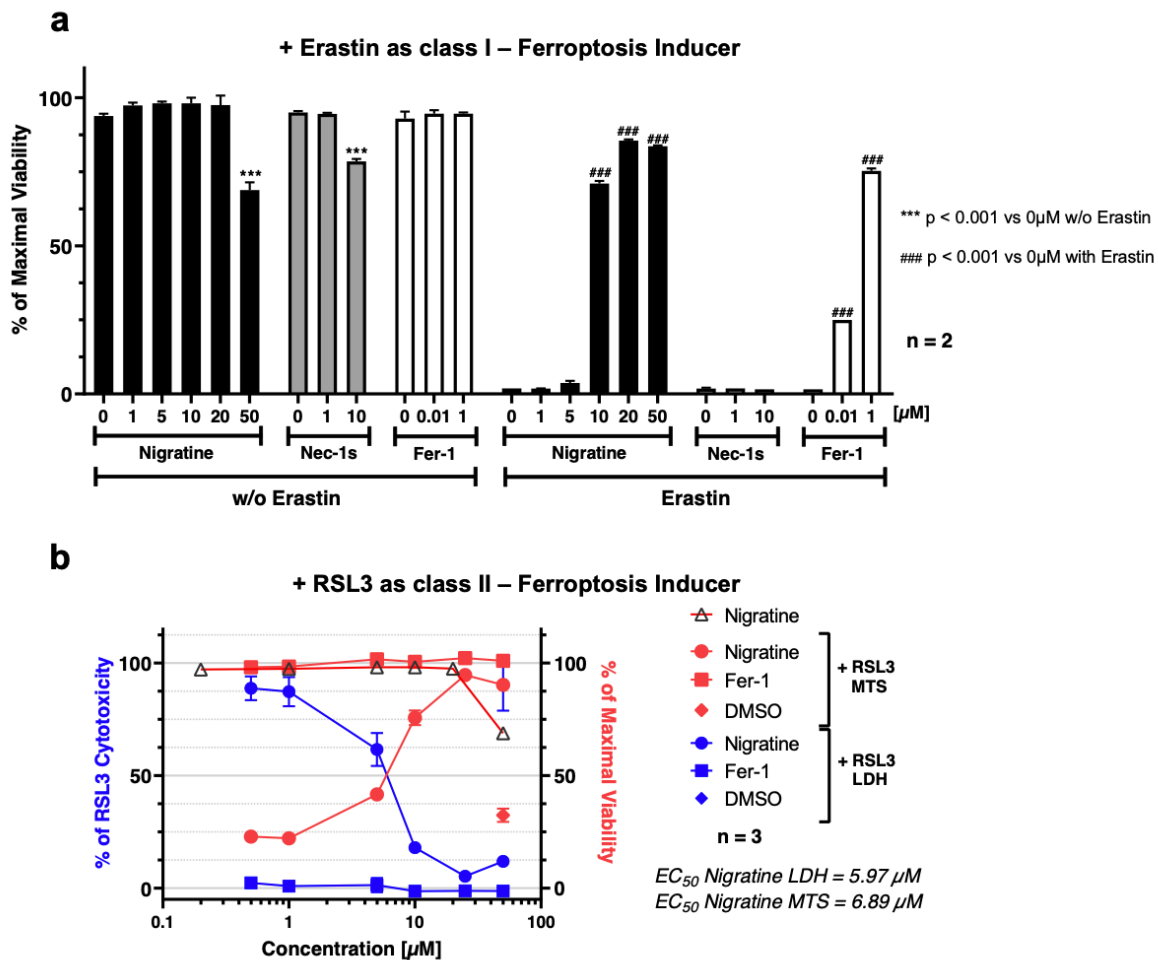 a
+ Erastin as class I – Ferroptosis Inducer
% of Maximal Viability
100
50
0
***
***
###
###
###
###
###
*** p < 0.001 vs 0µM w/o Erastin
### p < 0.001 vs 0µM with Erastin
n = 2
0 1 5 10 20 50 0 1 10 0 0.01 1 0 1 5 10 20 50 0 1 10 0 0.01 1 [µM]
Nigratine Nec-1s Fer-1 Nigratine Nec-1s Fer-1
w/o Erastin Erastin
b
+ RSL3 as class II – Ferroptosis Inducer
% of RSL3 Cytotoxicity
100
50
0
100
50
0
% of Maximal Viability
0.1 1 10 100
Concentration [µM]
Nigratine
Nigratine
Fer-1
DMSO
+ RSL3
MTS
Nigratine
Fer-1
DMSO
+ RSL3
LDH
n = 3
EC50 Nigratine LDH = 5.97 µM
EC50 Nigratine MTS = 6.89 µM